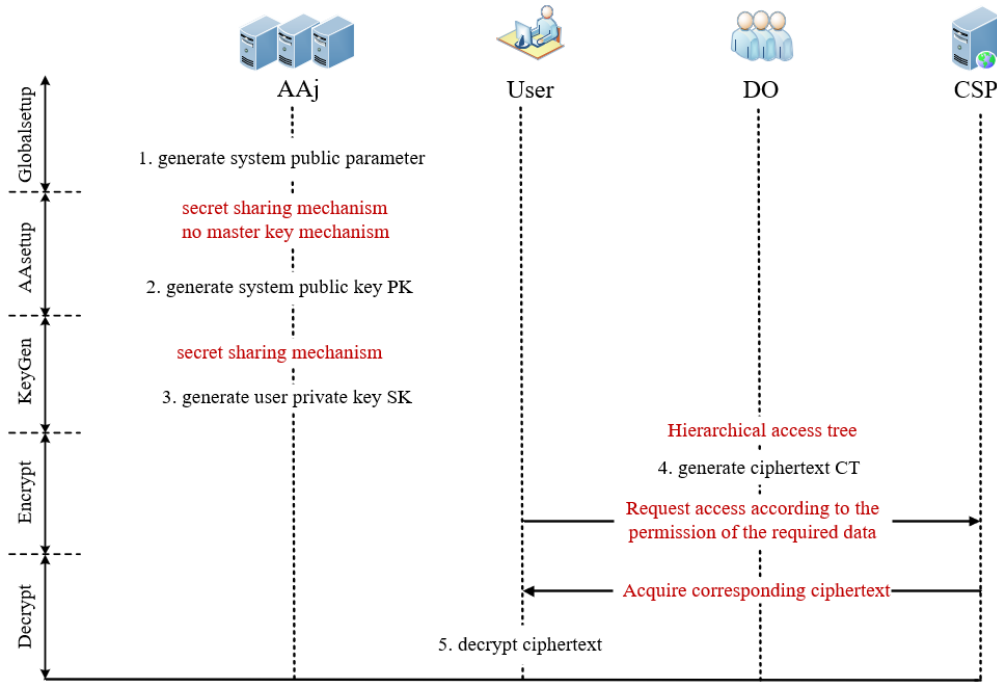 AAj
User
DO
CSP
Globalsetup
1. generate system public parameter
AAsetup
secret sharing mechanism
no master key mechanism
2. generate system public key PK
KeyGen
secret sharing mechanism
3. generate user private key SK
Encrypt
Hierarchical access tree
4. generate ciphertext CT
Request access according to the
permission of the required data
Decrypt
Acquire corresponding ciphertext
5. decrypt ciphertext